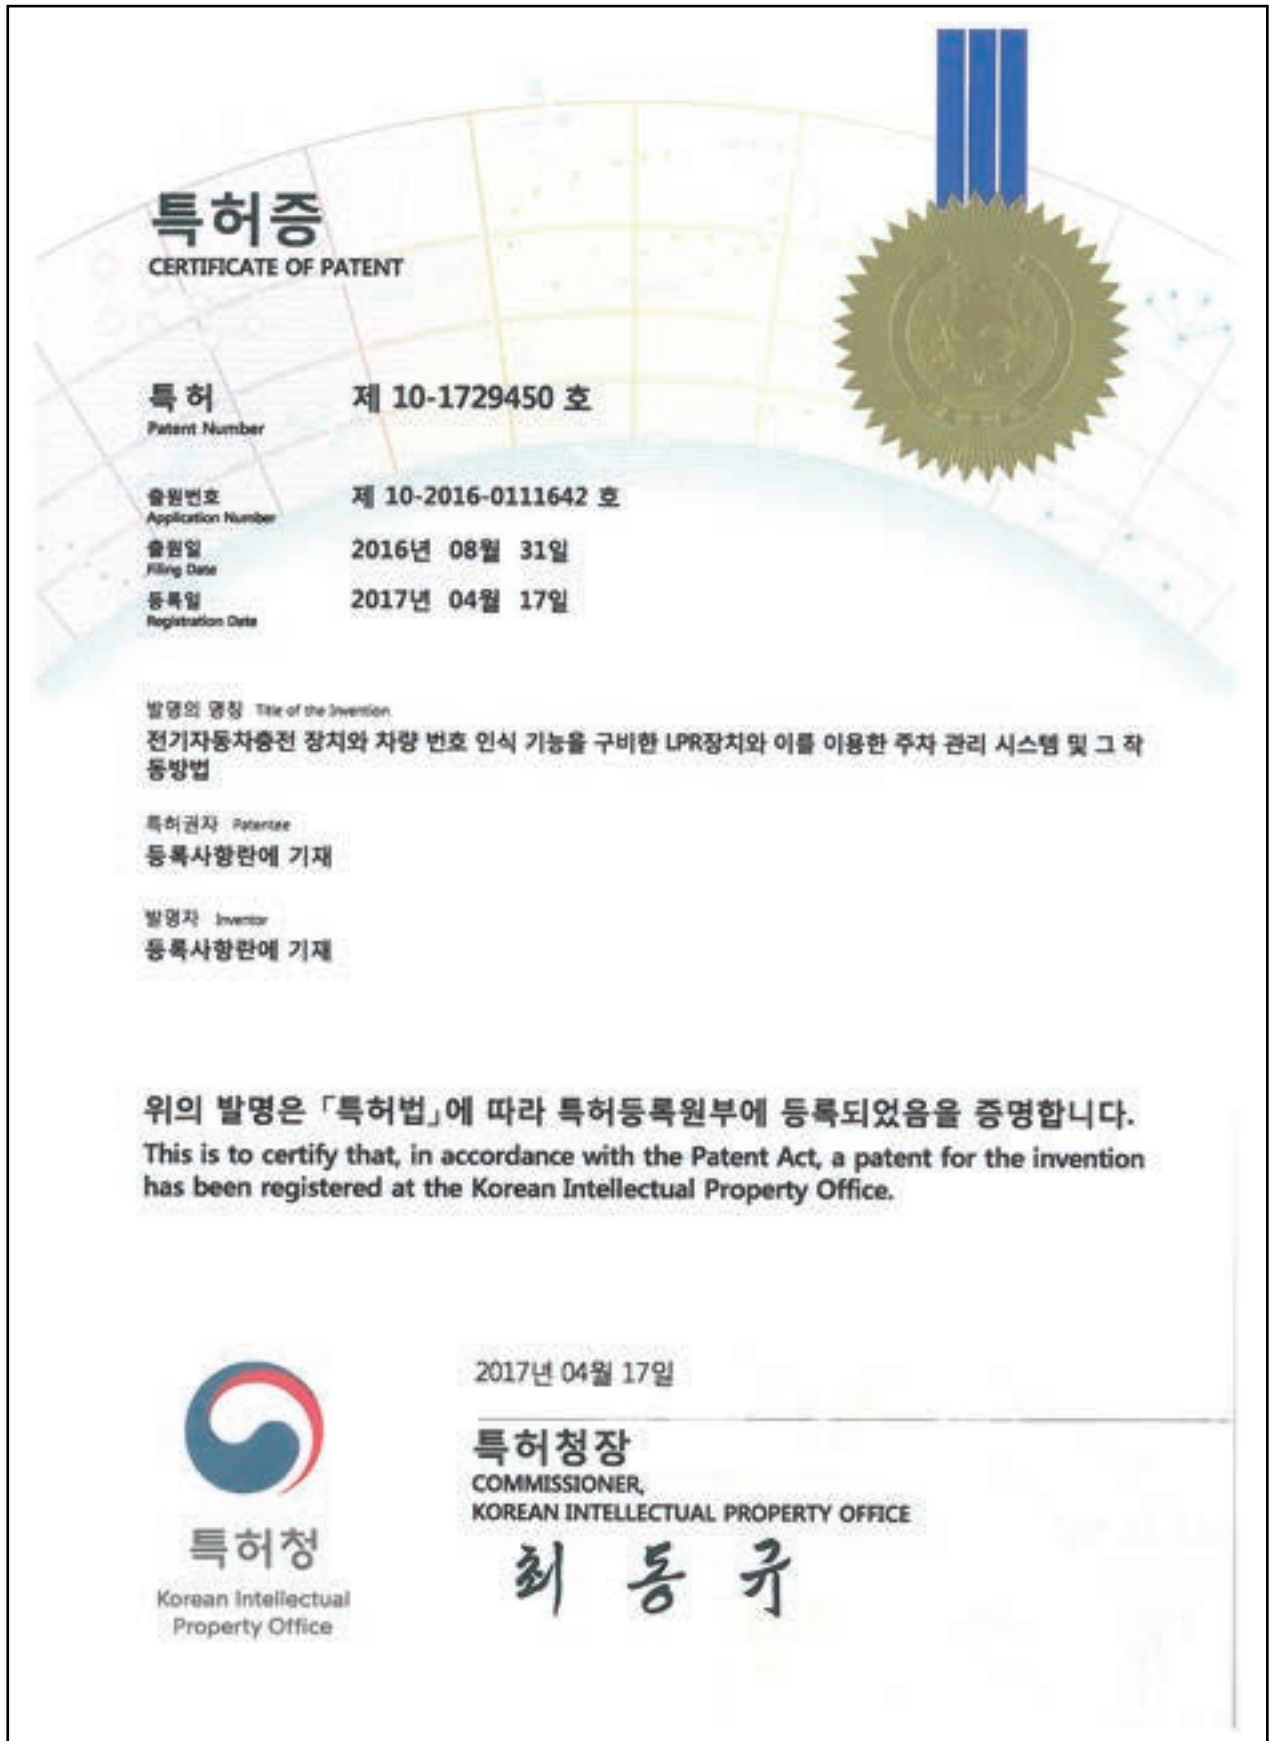 특허증
CERTIFICATE OF PATENT
특 허 제 10-1729450 호
Patent Number
출원번호 제 10-2016-0111642 호
Application Number
출원일 2016년 08월 31일
Filing Date
등록일 2017년 04월 17일
Registration Date
발명의 명칭 Title of the Invention
전기자동차충전 장치와 차량 번호 인식 기능을 구비한 LPR장치와 이를 이용한 주차 관리 시스템 및 그 작
동방법
특허권자 Patentee
등록사항란에 기재
발명자 Inventor
등록사항란에 기재
위의 발명은 「특허법」에 따라 특허등록원부에 등록되었음을 증명합니다.
This is to certify that, in accordance with the Patent Act, a patent for the invention
has been registered at the Korean Intellectual Property Office.
2017년 04월 17일
특허청장
COMMISSIONER,
KOREAN INTELLECTUAL PROPERTY OFFICE
최 동 규
특허청
Korean Intellectual
Property Office